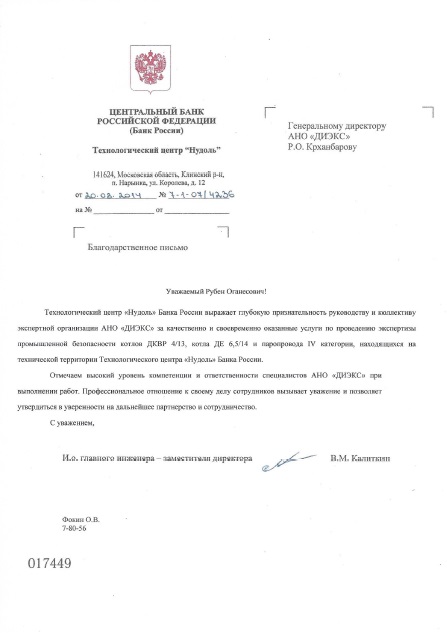 ЦЕНТРАЛЬНЫЙ БАНК
РОССИЙСКОЙ ФЕДЕРАЦИИ
(Банк России)
Технологический центр "Нудоль"
141624, Московская область, Клинский р-н,
п. Нарынка, ул. Королева, д. 12
от 20.08.2014 № 7-1-07/4236
на № ____________ от ____________
Генеральному директору
АНО «ДИЭКС»
Р.О. Крханбарову
Благодарственное письмо
Уважаемый Рубен Оганесович!
Технологический центр «Нудоль» Банка России выражает глубокую признательность руководству и коллективу
экспертной организации АНО «ДИЭКС» за качественно и своевременно оказанные услуги по проведению экспертизы
промышленной безопасности котлов ДКВР 4/13, котла ДЕ 6,5/14 и паропровода IV категории, находящихся на
технической территории Технологического центра «Нудоль» Банка России.
Отмечаем высокий уровень компетенции и ответственности специалистов АНО «ДИЭКС» при
выполнении работ. Профессиональное отношение к своему делу сотрудников вызывает уважение и позволяет
утвердиться в уверенности на дальнейшее партнерство и сотрудничество.
С уважением,
И.о. главного инженера – заместителя директора В.М. Калиткин
Фокин О.В.
7-80-56
017449